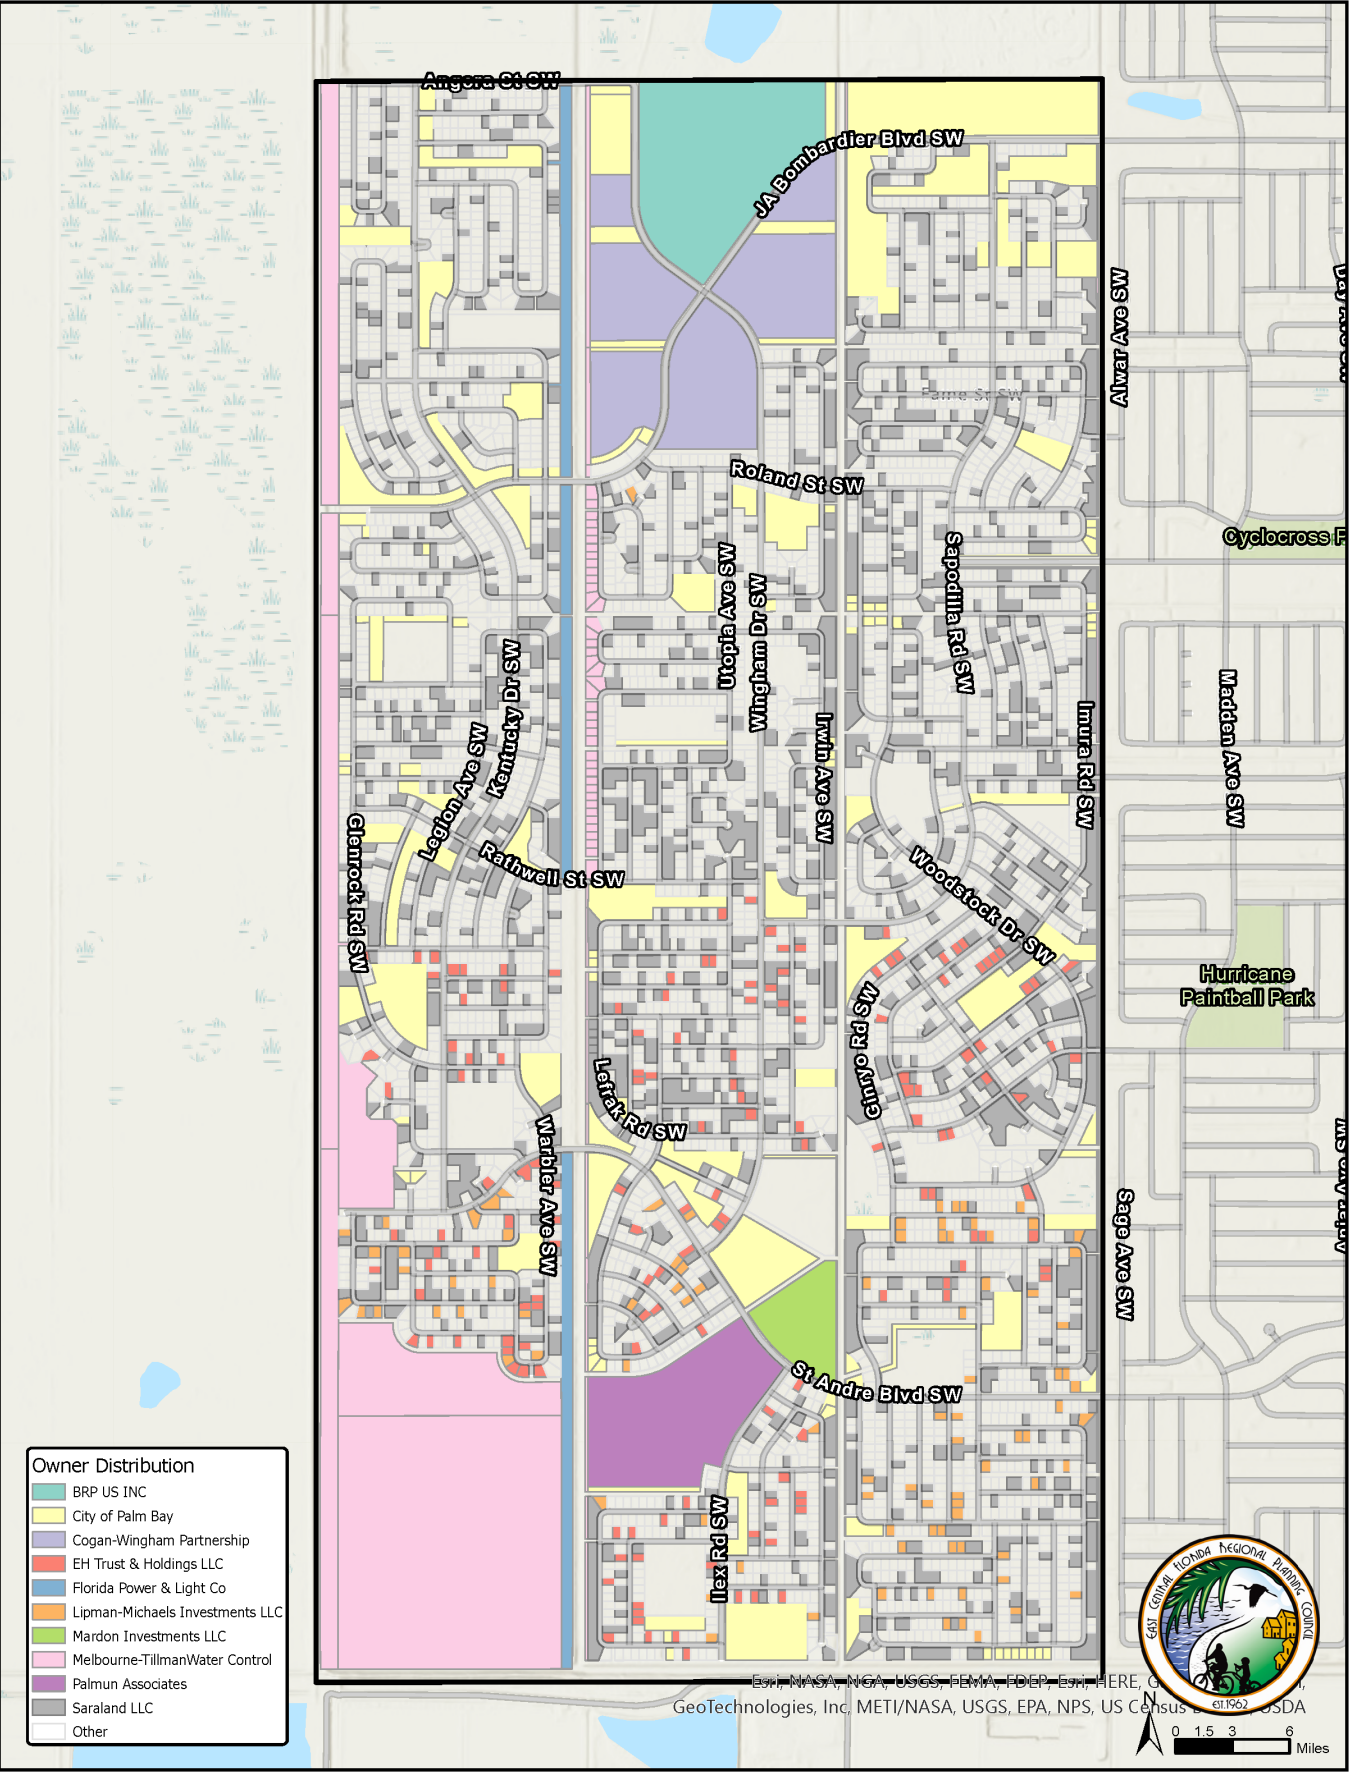 Angora St SW
JA Bombardier Blvd SW
Alwar Ave SW
Fame St SW
Roland St SW
Cyclocross
Sapodilla Rd SW
Utopia Ave SW
Wingham Dr SW
Kentucky Dr SW
Legion Ave SW
Irwin Ave SW
Imura Rd SW
Madden Ave SW
Glenrock Rd SW
Rathwell St SW
Woodstock Dr SW
Hurricane
Paintball Park
Ginryo Rd SW
Lefrak Rd SW
Warbler Ave SW
Sage Ave SW
St Andre Blvd SW
Ilex Rd SW
Owner Distribution
BRP US INC
City of Palm Bay
Cogan-Wingham Partnership
EH Trust & Holdings LLC
Florida Power & Light Co
Lipman-Michaels Investments LLC
Mardon Investments LLC
Melbourne-TillmanWater Control
Palmun Associates
Saraland LLC
Other
EAST CENTRAL FLORIDA REGIONAL PLANNING COUNCIL
EST.1962
Esri, NASA, NGA, USGS, FEMA, FDEP, Esri, HERE,
GeoTechnologies, Inc, METI/NASA, USGS, EPA, NPS, US Census USDA
N
0 1.5 3 6
Miles